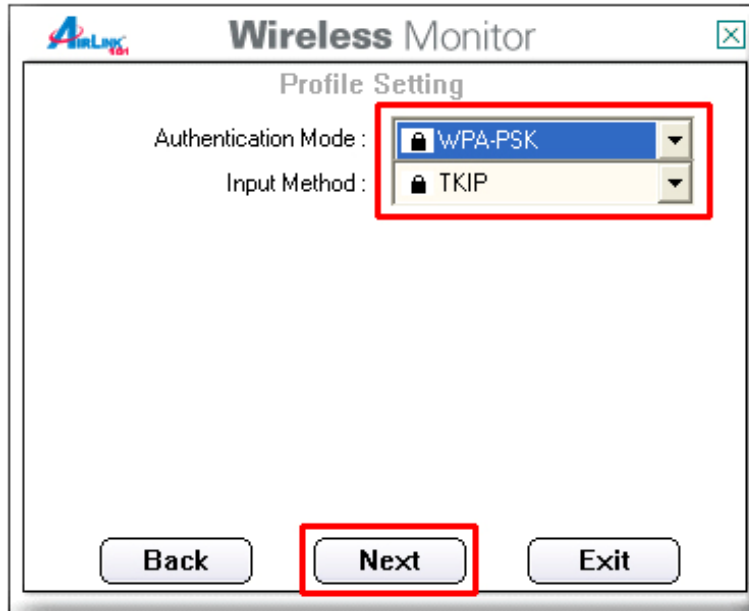 AIRLINK 101 Wireless Monitor
Profile Setting
Authentication Mode : WPA-PSK
Input Method : TKIP
Back Next Exit